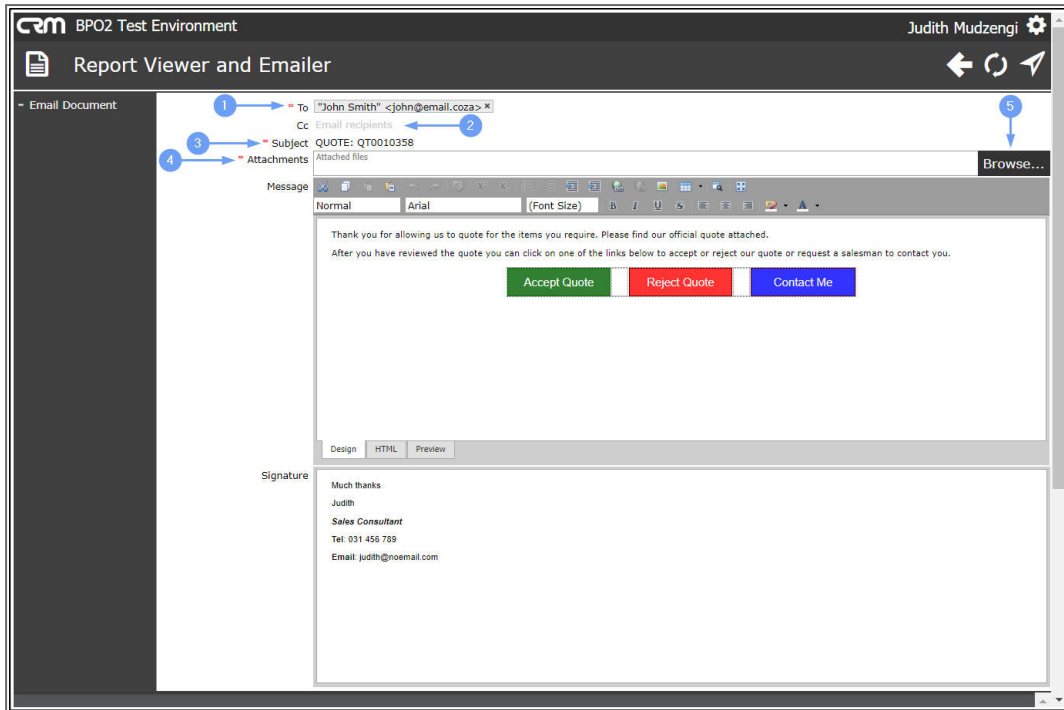 CRM BPO2 Test Environment
Judith Mudzengi
Report Viewer and Emailer
- Email Document
1
* To "John Smith" <john@email.coza> ×
Cc Email recipients
2
5
3
* Subject QUOTE: QT0010358
4
* Attachments Attached files
Browse...
Message
Normal Arial (Font Size) B I U S A
Thank you for allowing us to quote for the items you require. Please find our official quote attached.
After you have reviewed the quote you can click on one of the links below to accept or reject our quote or request a salesman to contact you.
Accept Quote Reject Quote Contact Me
Design HTML Preview
Signature
Much thanks
Judith
Sales Consultant
Tel: 031 456 789
Email: judith@noemail.com